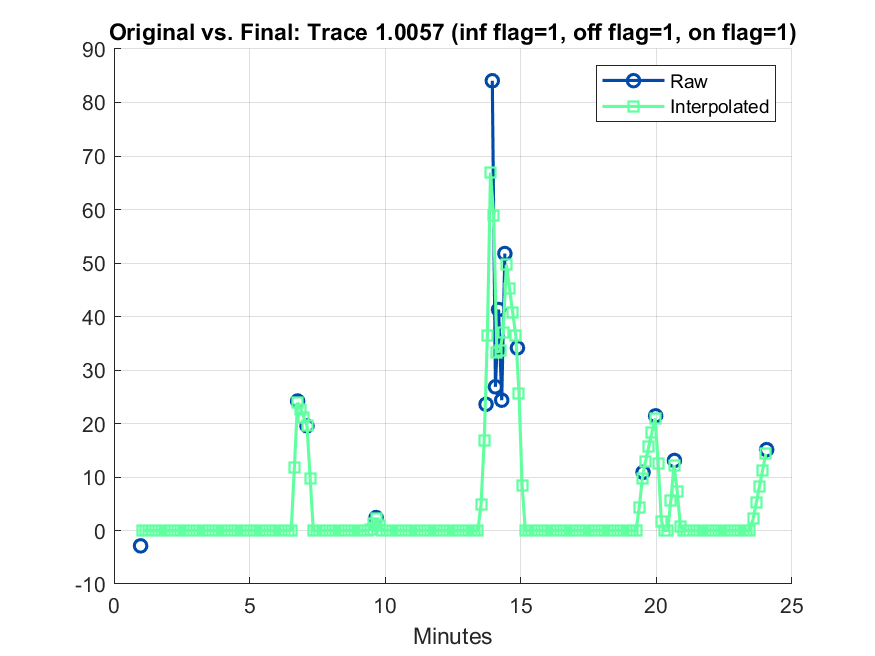 Original vs. Final: Trace 1.0057 (inf flag=1, off flag=1, on flag=1)
90
80
70
60
50
40
30
20
10
0
-10
Raw
Interpolated
0 5 10 15 20 25
Minutes